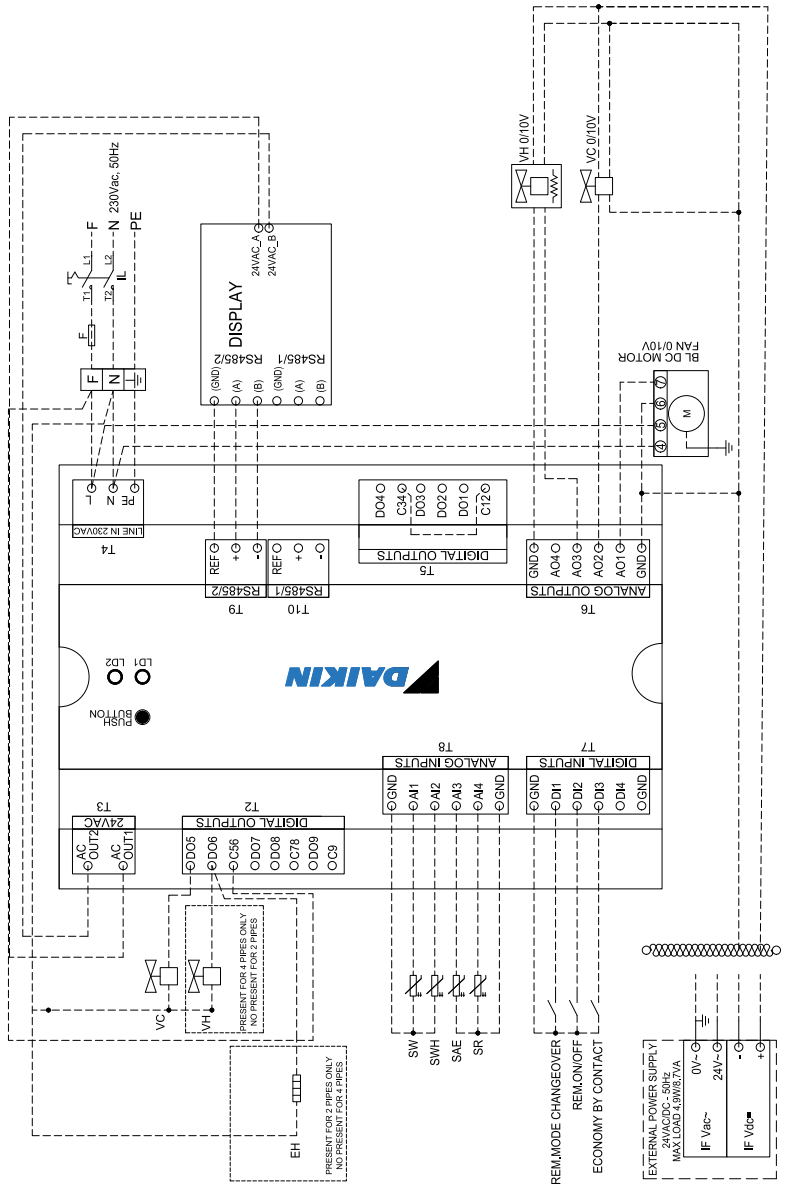 VH 0/10V
VC 0/10V
F
N 230Vac, 50Hz
PE
L1
L2
IL
T1
T2
F
F
N
24VAC_A
24VAC_B
DISPLAY
RS485/2
RS485/1
(GND)
(A)
(B)
(GND)
(A)
(B)
BL DC MOTOR
FAN 0/10V
4
5
6
7
M
T4
LINE IN 230VAC
L
N
PE
T9
RS485/2
REF
+
-
T10
RS485/1
REF
+
-
T5
DIGITAL OUTPUTS
DO4
C34
DO3
DO2
DO1
C12
T6
ANALOG OUTPUTS
GND
AO4
AO3
AO2
AO1
GND
LD2
LD1
PUSH
BUTTON
DAIKIN
T3
24VAC
AC
OUT2
AC
OUT1
T2
DIGITAL OUTPUTS
DO5
DO6
C56
DO7
DO8
C78
DO9
C9
T8
ANALOG INPUTS
GND
AI1
AI2
AI3
AI4
GND
T7
DIGITAL INPUTS
GND
DI1
DI2
DI3
DI4
GND
VC
VH
PRESENT FOR 4 PIPES ONLY
NO PRESENT FOR 2 PIPES
EH
PRESENT FOR 2 PIPES ONLY
NO PRESENT FOR 4 PIPES
SW
SWH
SAE
SR
REM.MODE CHANGEOVER
REM.ON/OFF
ECONOMY BY CONTACT
EXTERNAL POWER SUPPLY
24VAC/DC - 50Hz
MAX LOAD 4,9W/8,7VA
IF Vac~
0V~
24V~
IF Vdc=
-
+